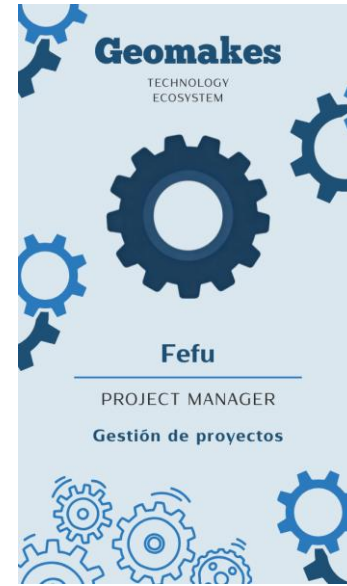 Geomakes
TECHNOLOGY
ECOSYSTEM
Fefu
PROJECT MANAGER
Gestión de proyectos